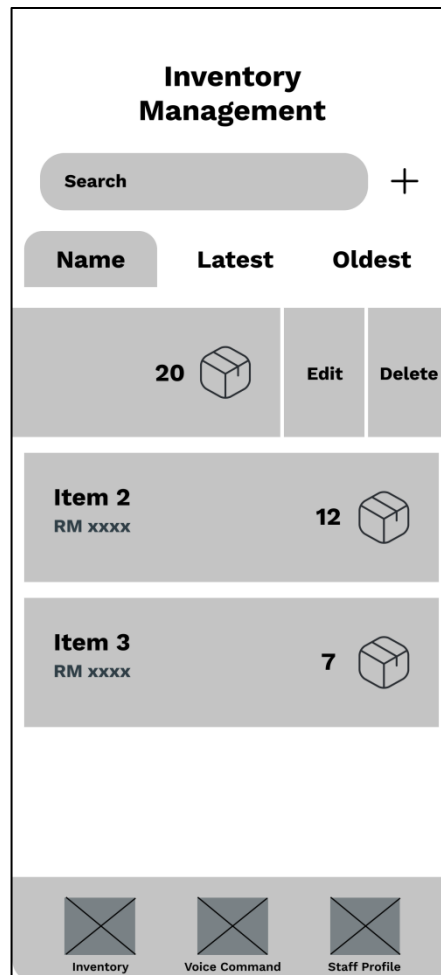 Inventory
Management
Search
Name Latest Oldest
20 Edit Delete
Item 2
RM xxxx
12
Item 3
RM xxxx
7
Inventory Voice Command Staff Profile